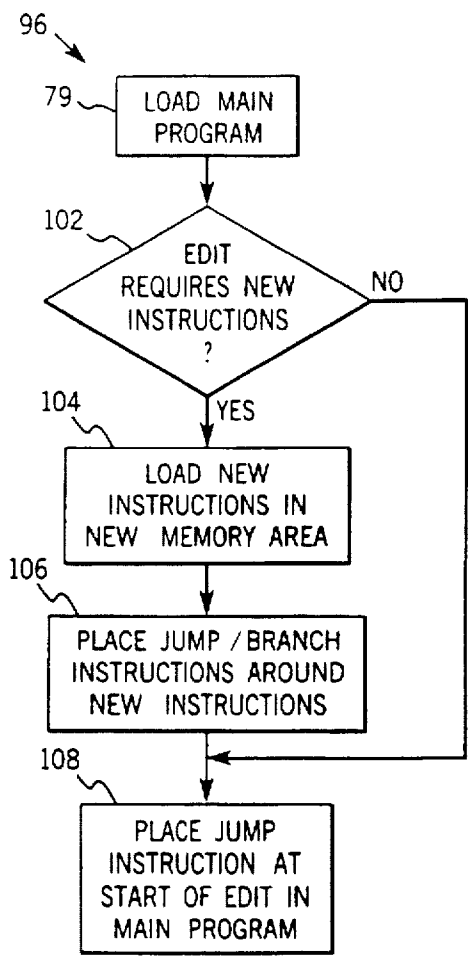 96
79
LOAD MAIN
PROGRAM
102
EDIT
REQUIRES NEW
INSTRUCTIONS
?
NO
YES
104
LOAD NEW
INSTRUCTIONS IN
NEW MEMORY AREA
106
PLACE JUMP / BRANCH
INSTRUCTIONS AROUND
NEW INSTRUCTIONS
108
PLACE JUMP
INSTRUCTION AT
START OF EDIT IN
MAIN PROGRAM